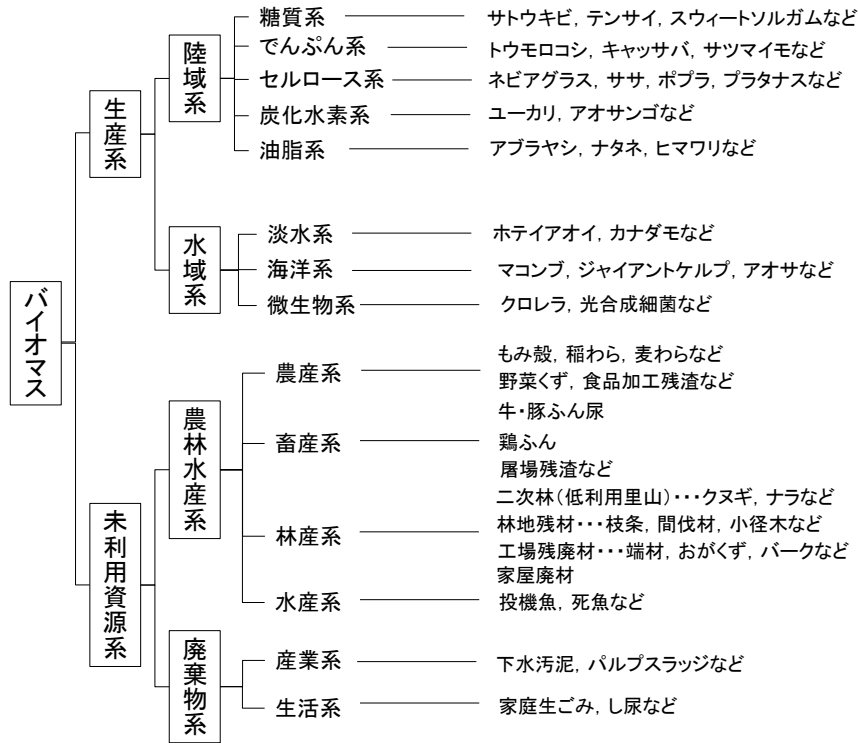 バイオマス
生産系
陸域系
糖質系 サトウキビ, テンサイ, スウィートソルガムなど
でんぷん系 トウモロコシ, キャッサバ, サツマイモなど
セルロース系 ネビアグラス, ササ, ポプラ, プラタナスなど
炭化水素系 ユーカリ, アオサンゴなど
油脂系 アブラヤシ, ナタネ, ヒマワリなど
水域系
淡水系 ホテイアオイ, カナダモなど
海洋系 マコンブ, ジャイアントケルプ, アオサなど
微生物系 クロレラ, 光合成細菌など
未利用資源系
農林水産系
農産系 もみ殻, 稲わら, 麦わらなど
野菜くず, 食品加工残渣など
畜産系 牛・豚ふん尿
鶏ふん
屠場残渣など
林産系 二次林(低利用里山)・・・クヌギ, ナラなど
林地残材・・・枝条, 間伐材, 小径木など
工場残廃材・・・端材, おがくず, バークなど
家屋廃材
水産系 投機魚, 死魚など
廃棄物系
産業系 下水汚泥, パルプスラッジなど
生活系 家庭生ごみ, し尿など